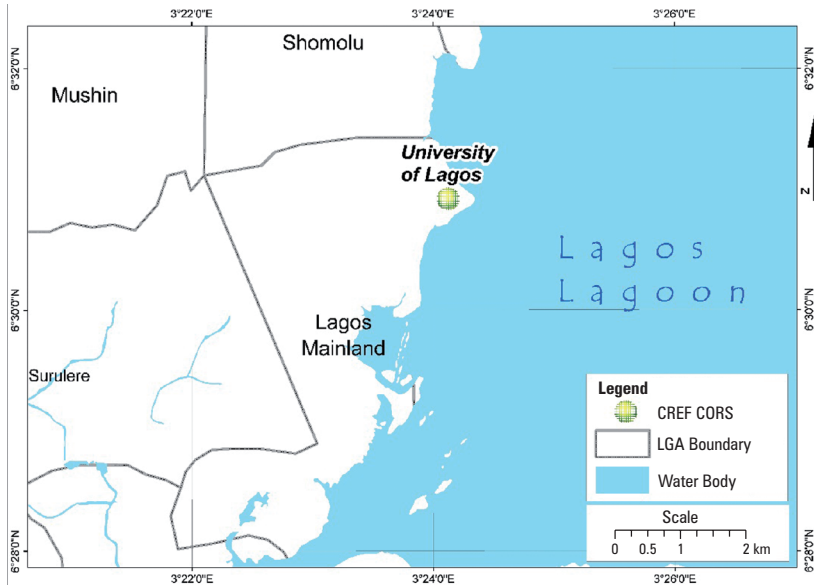 3°22'0"E 3°24'0"E 3°26'0"E
6°32'0"N 6°32'0"N
Shomolu
Mushin
University
of Lagos
N
Lagos
Lagoon
6°30'0"N 6°30'0"N
Lagos
Mainland
Surulere
Legend
CREF CORS
LGA Boundary
Water Body
Scale
0 0.5 1 2 km
6°28'0"N 6°28'0"N
3°22'0"E 3°24'0"E 3°26'0"E